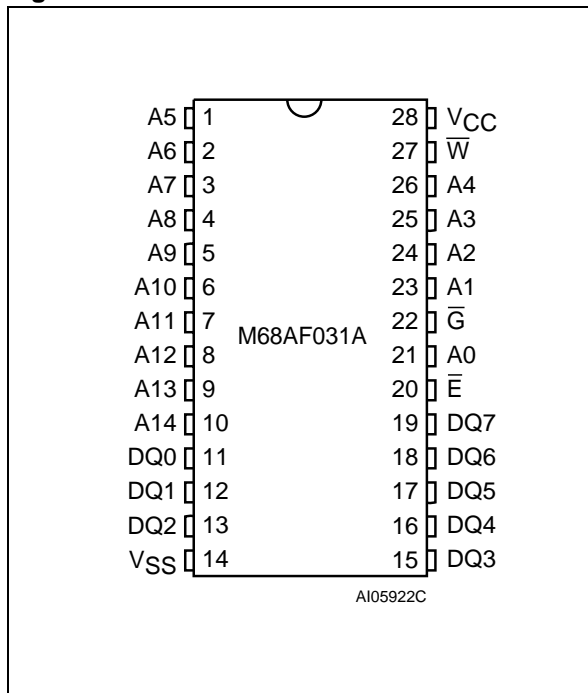 A5 1 28 VCC
A6 2 27 W̅
A7 3 26 A4
A8 4 25 A3
A9 5 24 A2
A10 6 23 A1
A11 7 22 G̅
M68AF031A
A12 8 21 A0
A13 9 20 E̅
A14 10 19 DQ7
DQ0 11 18 DQ6
DQ1 12 17 DQ5
DQ2 13 16 DQ4
VSS 14 15 DQ3
AI05922C